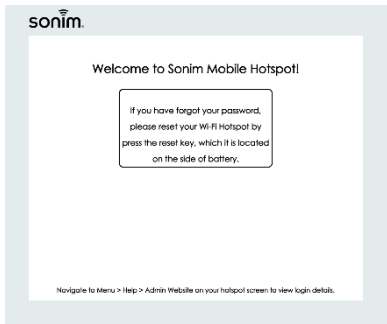 sonim.
Welcome to Sonim Mobile Hotspot!
If you have forgot your password,
please reset your Wi-Fi Hotspot by
press the reset key, which it is located
on the side of battery.
Navigate to Menu > Help > Admin Website on your hotspot screen to view login details.